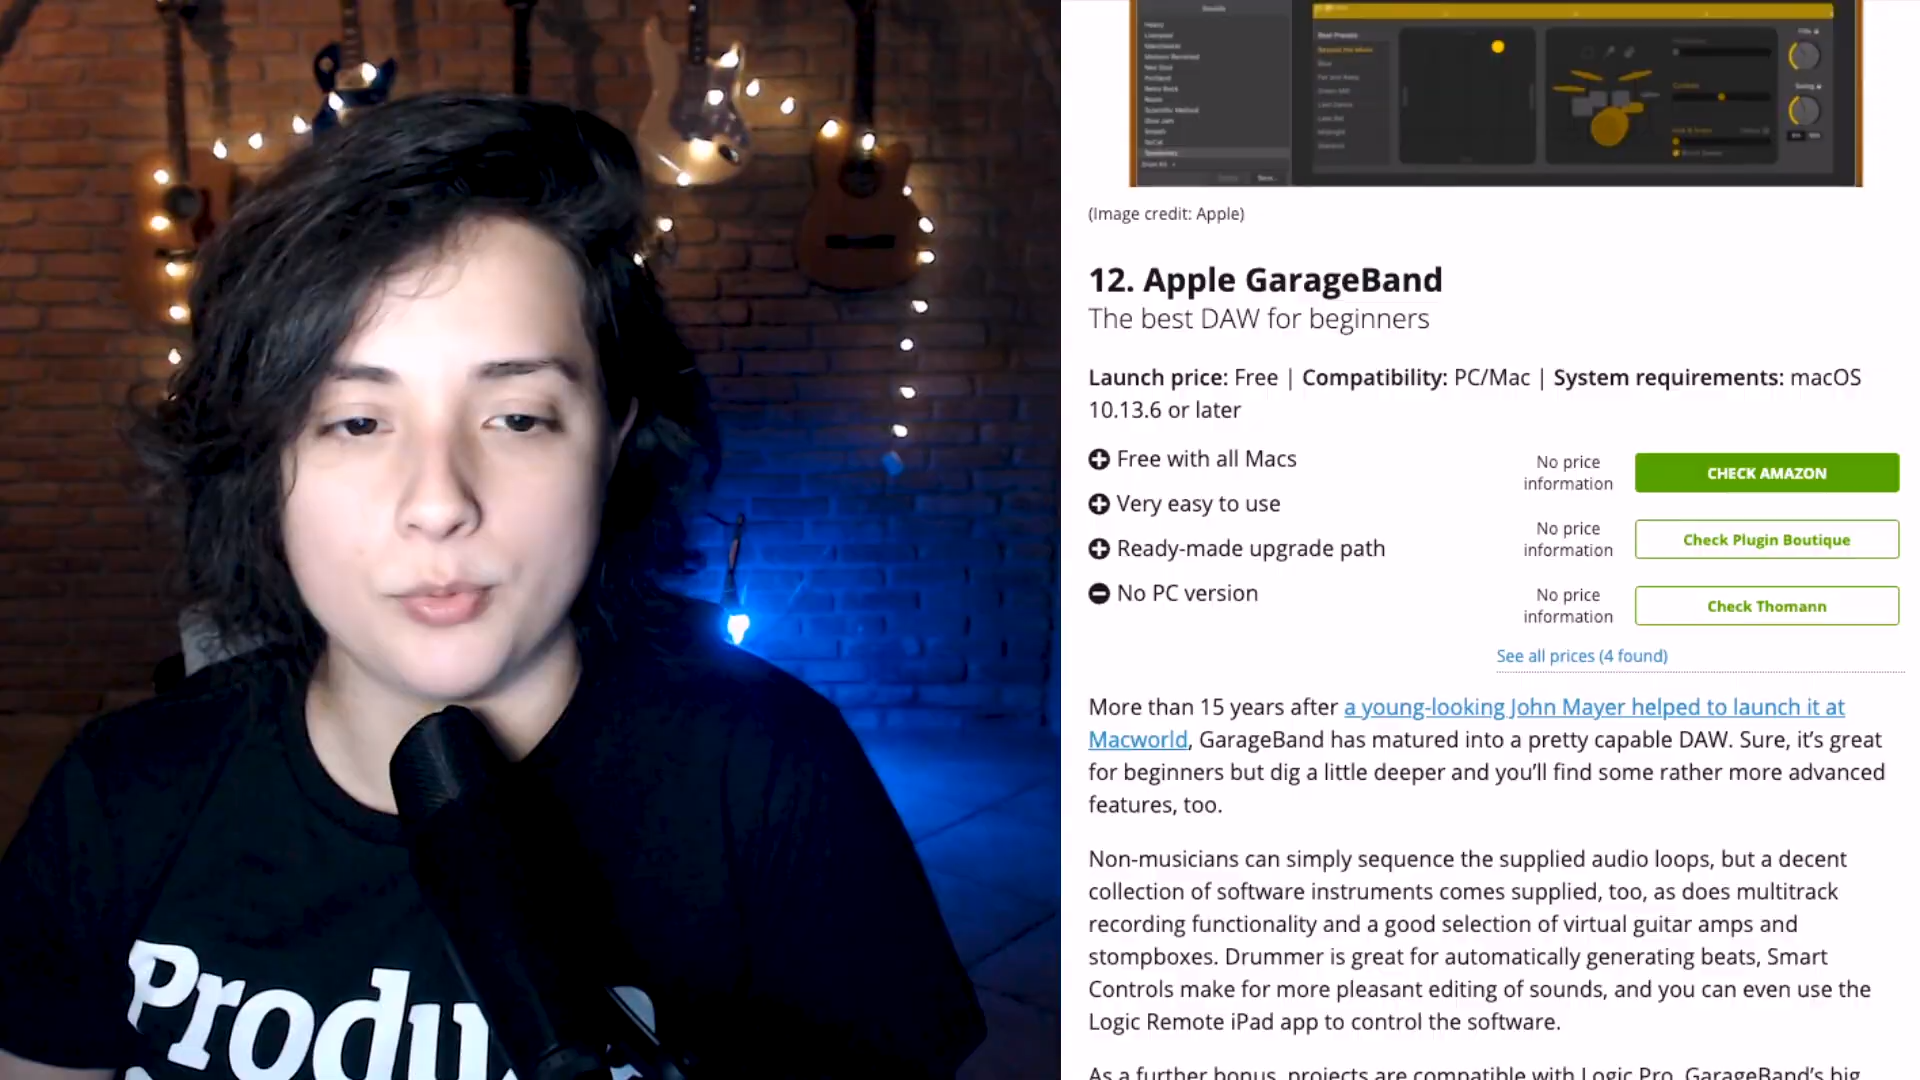 Produ
(Image credit: Apple)
12. Apple GarageBand
The best DAW for beginners
Launch price: Free | Compatibility: PC/Mac | System requirements: macOS
10.13.6 or later
Free with all Macs
Very easy to use
Ready-made upgrade path
No PC version
No price
information
CHECK AMAZON
No price
information
Check Plugin Boutique
No price
information
Check Thomann
See all prices (4 found)
More than 15 years after a young-looking John Mayer helped to launch it at
Macworld, GarageBand has matured into a pretty capable DAW. Sure, it’s great
for beginners but dig a little deeper and you’ll find some rather more advanced
features, too.
Non-musicians can simply sequence the supplied audio loops, but a decent
collection of software instruments comes supplied, too, as does multitrack
recording functionality and a good selection of virtual guitar amps and
stompboxes. Drummer is great for automatically generating beats, Smart
Controls make for more pleasant editing of sounds, and you can even use the
Logic Remote iPad app to control the software.
As a further bonus, projects are compatible with Logic Pro, GarageBand’s big